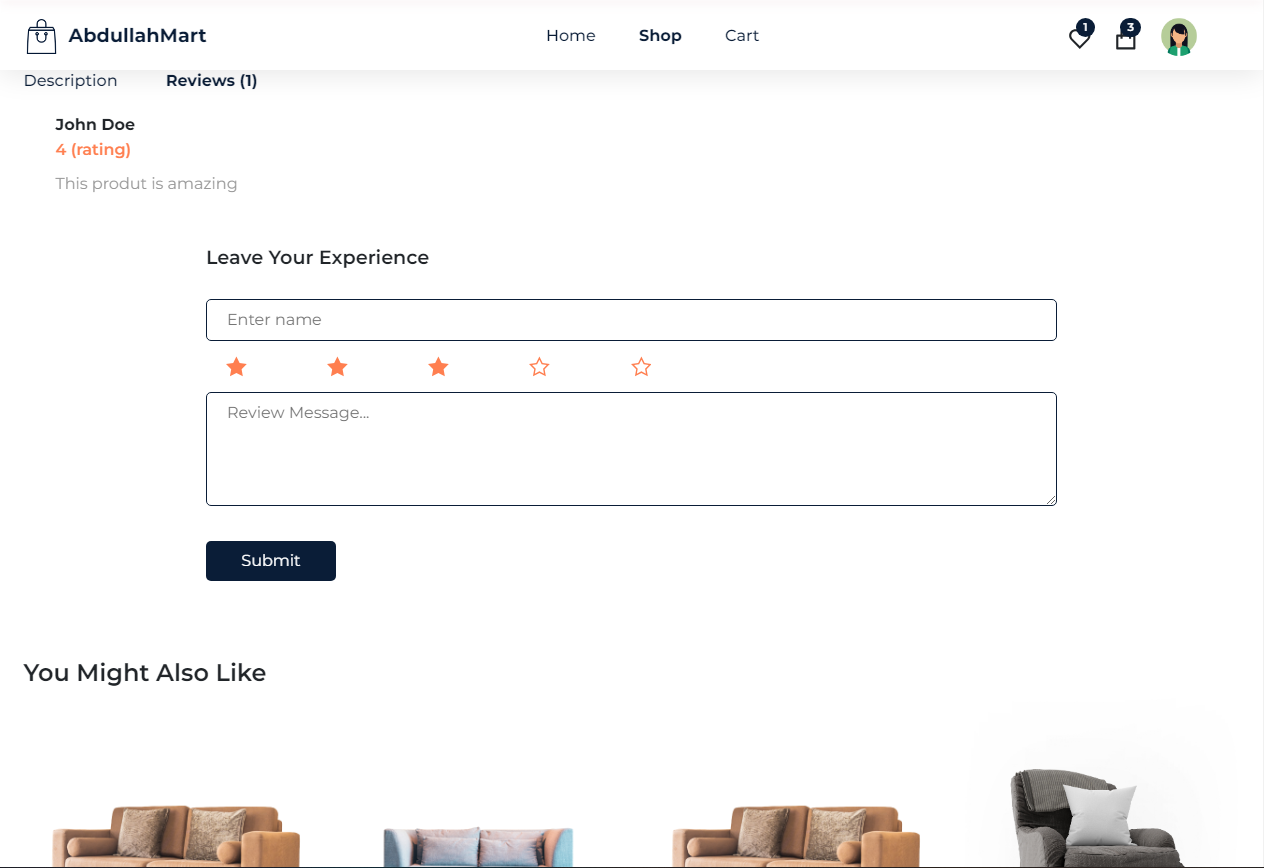 AbdullahMart
Home Shop Cart
1
3
Description Reviews (1)
John Doe
4 (rating)
This produt is amazing
Leave Your Experience
Enter name
Review Message...
Submit
You Might Also Like